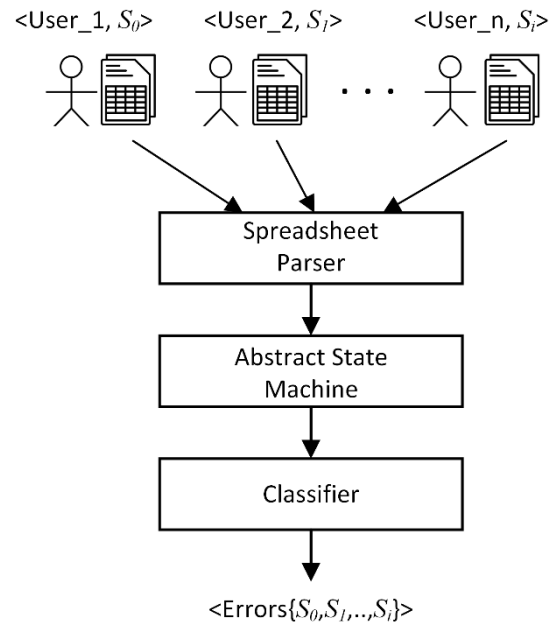 <User_1, S0> <User_2, S1> <User_n, Si>
. . .
Spreadsheet
Parser
Abstract State
Machine
Classifier
<Errors{S0,S1,..,Si}>